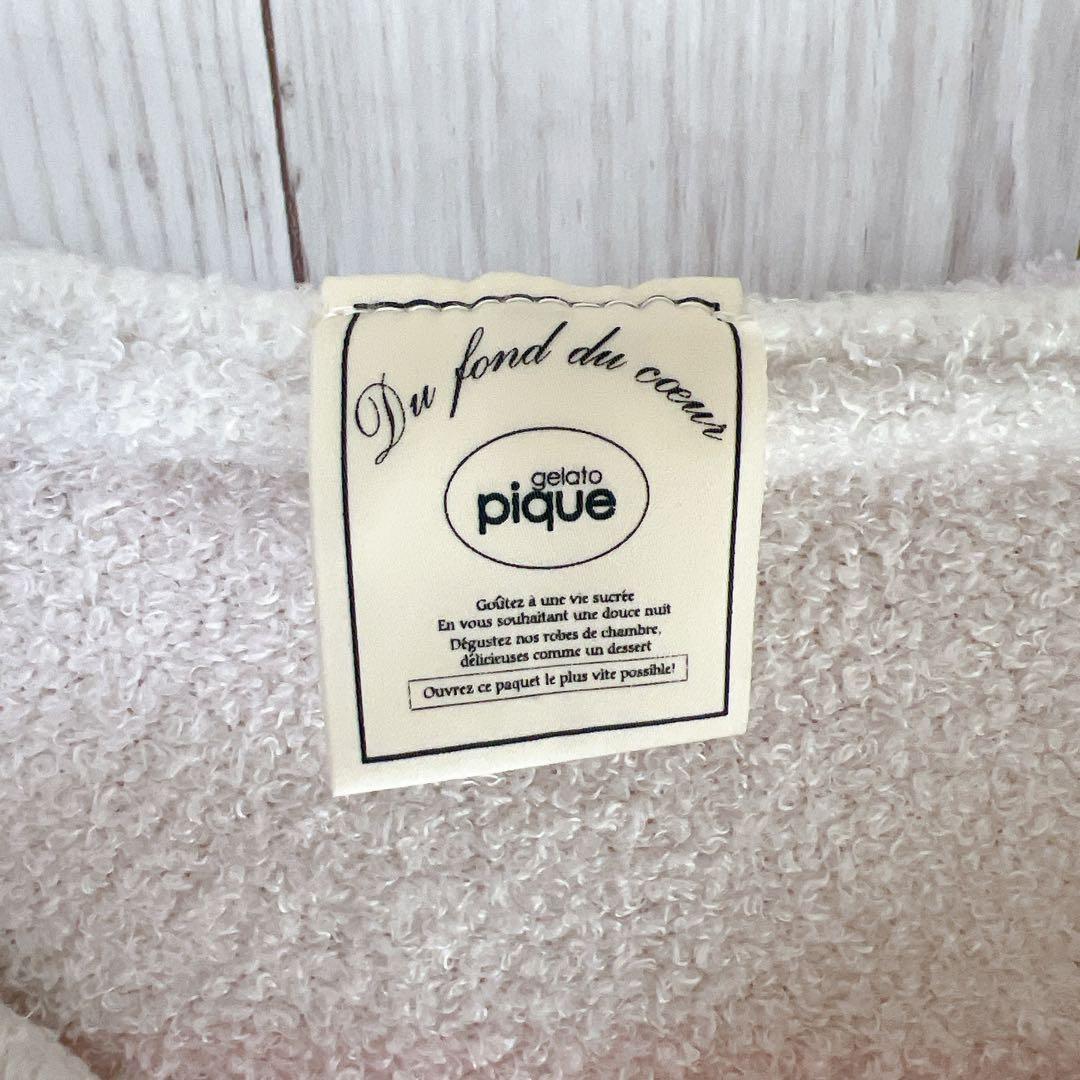 Du fond du cœur
gelato
pique
Goûtez à une vie sucrée
En vous souhaitant une douce nuit
Dégustez nos robes de chambre,
délicieuses comme un dessert
Ouvrez ce paquet le plus vite possible!